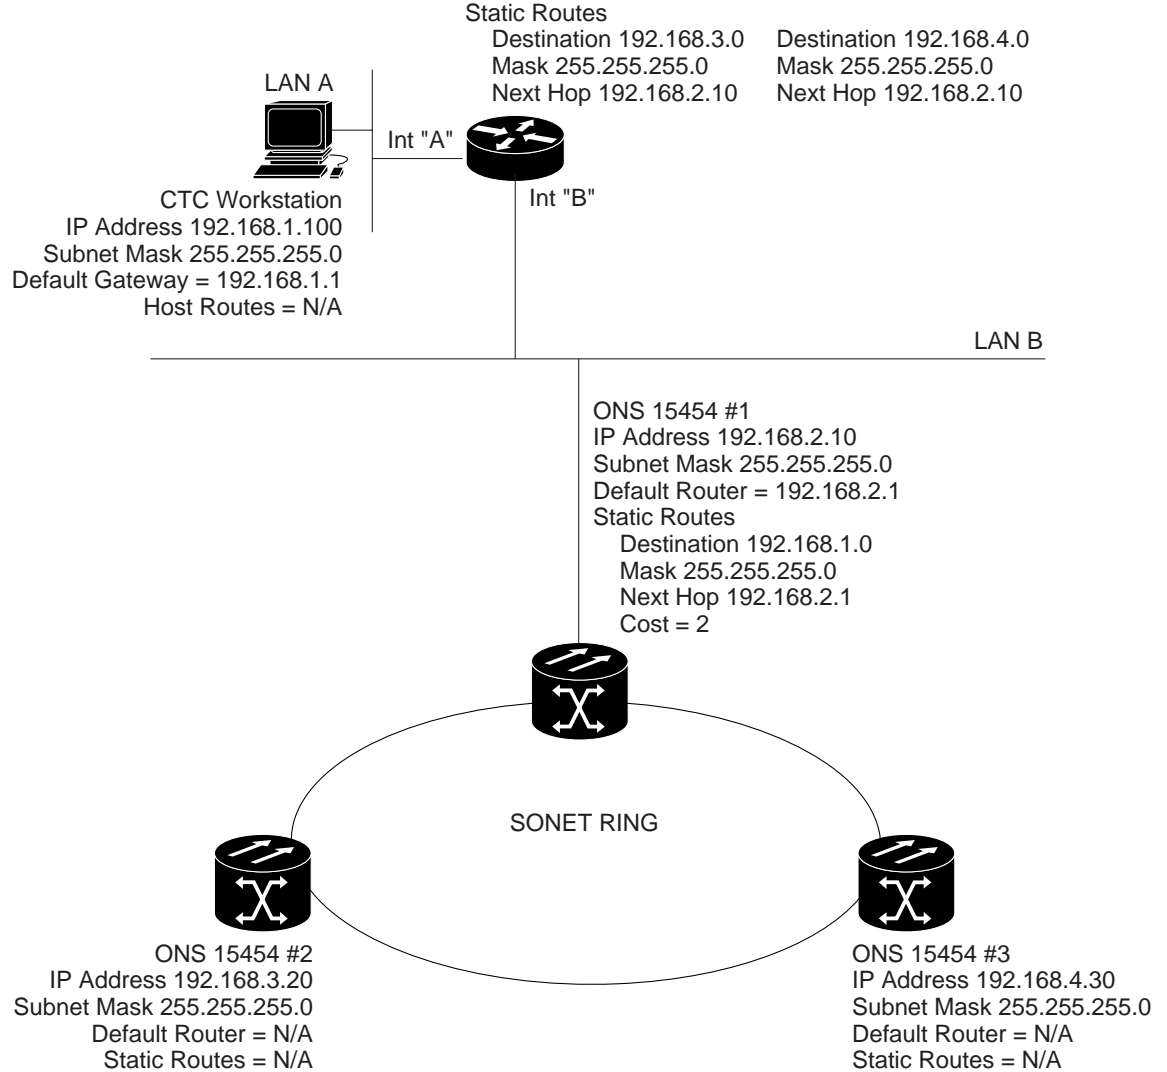 Static Routes
Destination 192.168.3.0
Mask 255.255.255.0
Next Hop 192.168.2.10
Destination 192.168.4.0
Mask 255.255.255.0
Next Hop 192.168.2.10
LAN A
Int "A"
Int "B"
CTC Workstation
IP Address 192.168.1.100
Subnet Mask 255.255.255.0
Default Gateway = 192.168.1.1
Host Routes = N/A
LAN B
ONS 15454 #1
IP Address 192.168.2.10
Subnet Mask 255.255.255.0
Default Router = 192.168.2.1
Static Routes
Destination 192.168.1.0
Mask 255.255.255.0
Next Hop 192.168.2.1
Cost = 2
SONET RING
ONS 15454 #2
IP Address 192.168.3.20
Subnet Mask 255.255.255.0
Default Router = N/A
Static Routes = N/A
ONS 15454 #3
IP Address 192.168.4.30
Subnet Mask 255.255.255.0
Default Router = N/A
Static Routes = N/A